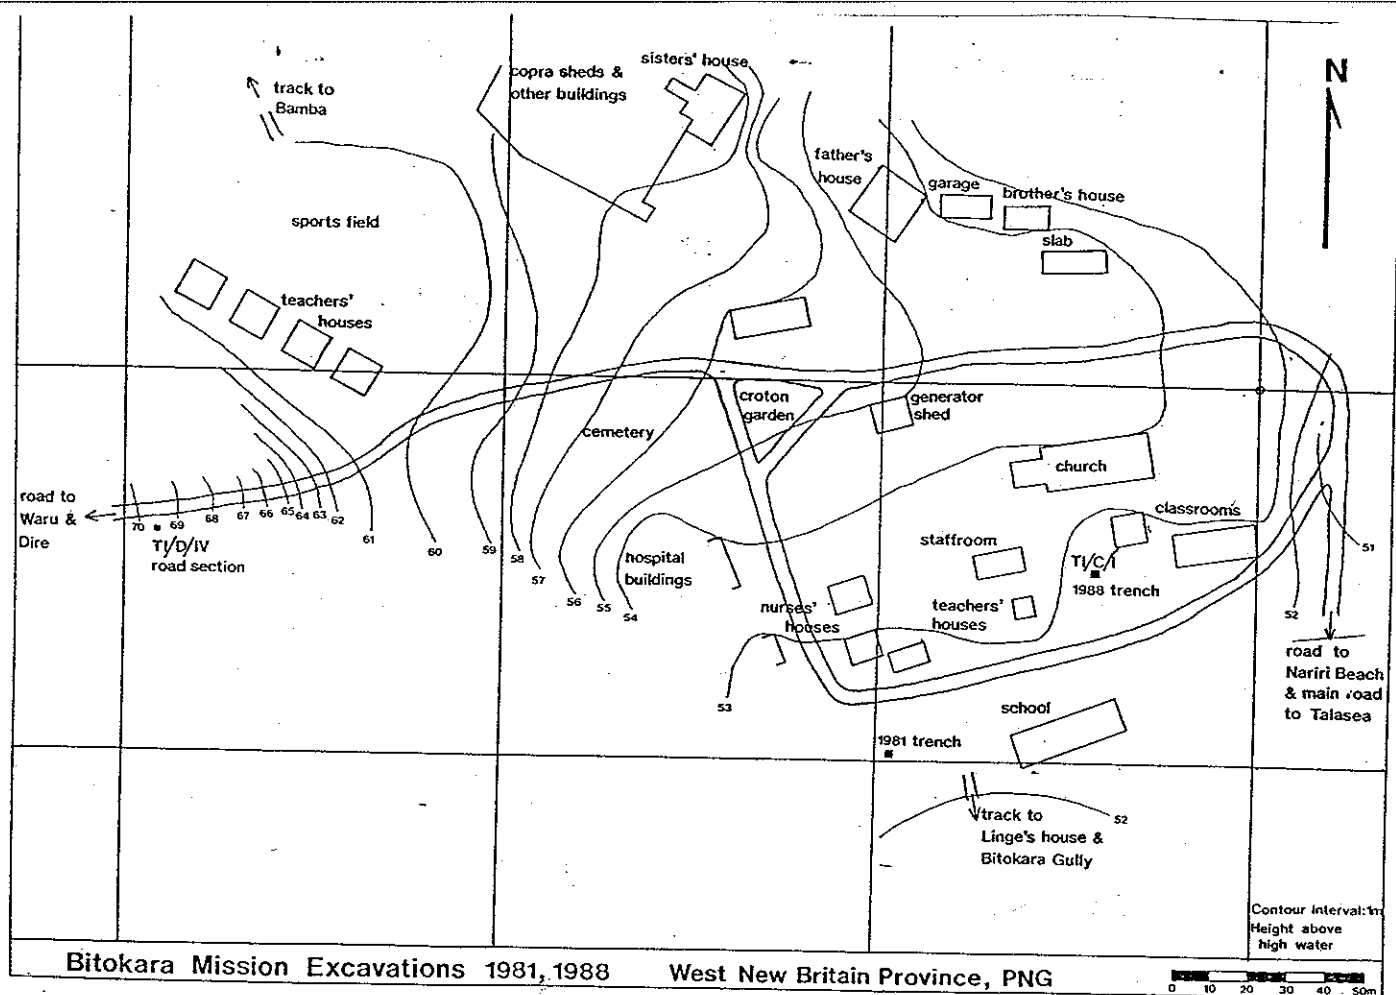 N
sisters' house
copra sheds &
other buildings
track to
Bamba
father's
house
garage
brother's house
slab
sports field
teachers'
houses
croton
garden
generator
shed
cemetery
church
classrooms
road to
Waru &
Dire
70
69
68
67
66
65
64
63
62
61
60
59
58
57
56
55
54
53
52
51
52
T1/D/IV
road section
hospital
buildings
staffroom
T1/C/I
1988 trench
nurses'
houses
teachers'
houses
road to
Nariri Beach
& main road
to Talasea
school
1981 trench
track to
Linge's house &
Bitokara Gully
Contour Interval:1m
Height above
high water
Bitokara Mission Excavations 1981,1988
West New Britain Province, PNG
0 10 20 30 40 50m